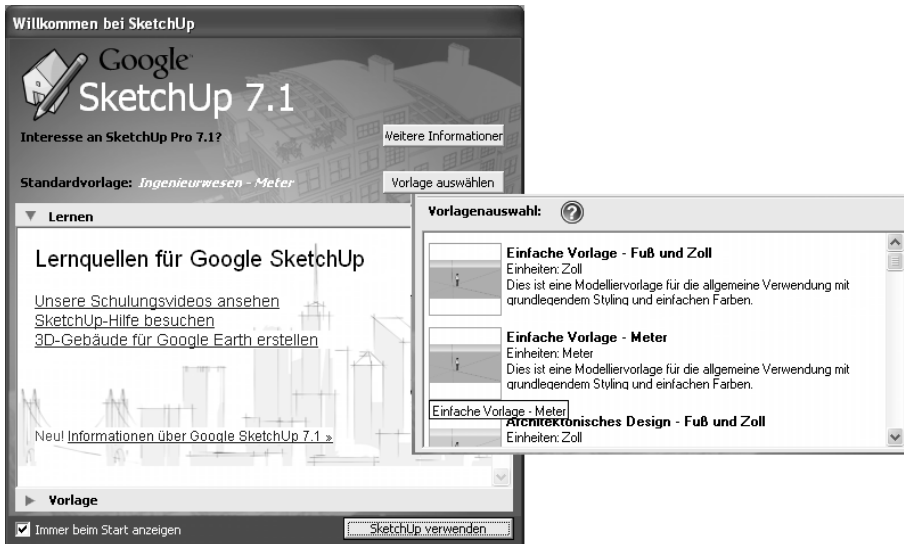 Willkommen bei SketchUp
Google
SketchUp 7.1
Interesse an SketchUp Pro 7.1?
Weitere Informationen
Standardvorlage: Ingenieurwesen - Meter
Vorlage auswählen
Lernen
Lernquellen für Google SketchUp
Unsere Schulungsvideos ansehen
SketchUp-Hilfe besuchen
3D-Gebäude für Google Earth erstellen
Neu! Informationen über Google SketchUp 7.1 »
Vorlage
Immer beim Start anzeigen
SketchUp verwenden
Vorlagenauswahl:
?
Einfache Vorlage - Fuß und Zoll
Einheiten: Zoll
Dies ist eine Modelliervorlage für die allgemeine Verwendung mit
grundlegendem Styling und einfachen Farben.
Einfache Vorlage - Meter
Einheiten: Meter
Dies ist eine Modelliervorlage für die allgemeine Verwendung mit
grundlegendem Styling und einfachen Farben.
Einfache Vorlage - Meter
Architektonisches Design - Fuß und Zoll
Einheiten: Zoll